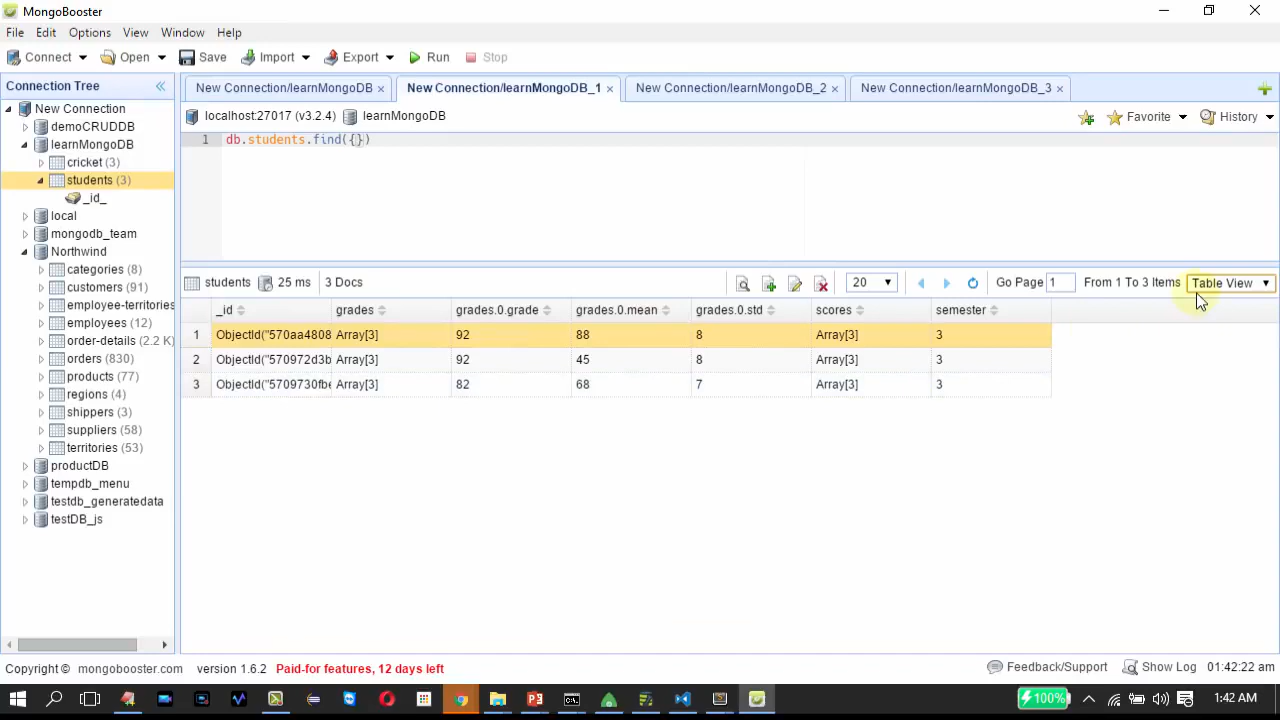 MongoBooster
File Edit Options View Window Help
Connect Open Save Import Export Run Stop
Connection Tree
New Connection/learnMongoDB × New Connection/learnMongoDB_1 × New Connection/learnMongoDB_2 × New Connection/learnMongoDB_3 ×
New Connection
demoCRUDDB
learnMongoDB
cricket (3)
students (3)
_id_
local
mongodb_team
Northwind
categories (8)
customers (91)
employee-territories
employees (12)
order-details (2.2 K)
orders (830)
products (77)
regions (4)
shippers (3)
suppliers (58)
territories (53)
productDB
tempdb_menu
testdb_generatedata
testDB_js
localhost:27017 (v3.2.4) learnMongoDB
Favorite History
1 db.students.find({})
students 25 ms 3 Docs
20 Go Page 1 From 1 To 3 Items Table View
_id grades grades.0.grade grades.0.mean grades.0.std scores semester
1 ObjectId("570aa4808 Array[3] 92 88 8 Array[3] 3
2 ObjectId("570972d3b Array[3] 92 45 8 Array[3] 3
3 ObjectId("5709730fbe Array[3] 82 68 7 Array[3] 3
Copyright © mongobooster.com version 1.6.2 Paid-for features, 12 days left
Feedback/Support Show Log 01:42:22 am
100% 1:42 AM